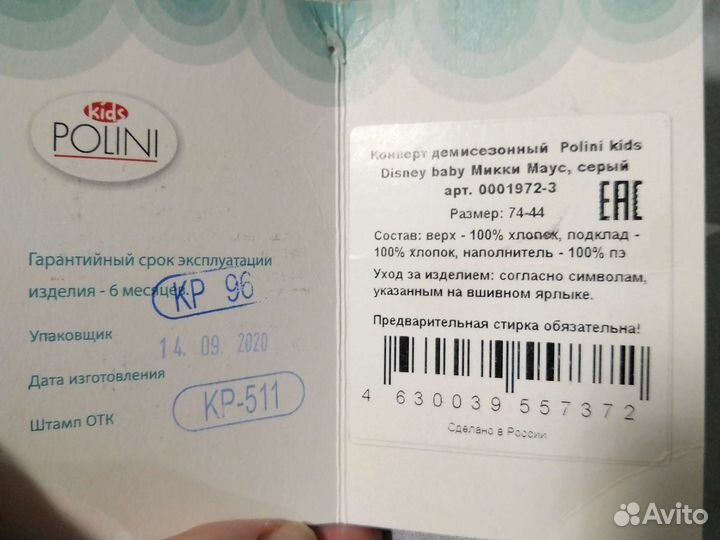 kids
POLINI
Гарантийный срок эксплуатации
изделия - 6 месяцев.
КР 96
Упаковщик
14. 09. 2020
Дата изготовления
КР-511
Штамп ОТК
Конверт демисезонный Polini kids
Disney baby Микки Маус, серый
арт. 0001972-3
EAC
Размер: 74-44
Состав: верх - 100% хлопок, подклад -
100% хлопок, наполнитель - 100% пэ
Уход за изделием: согласно символам,
указанным на вшивном ярлыке.
Предварительная стирка обязательна!
4 630039 557372
Сделано в России
Avito